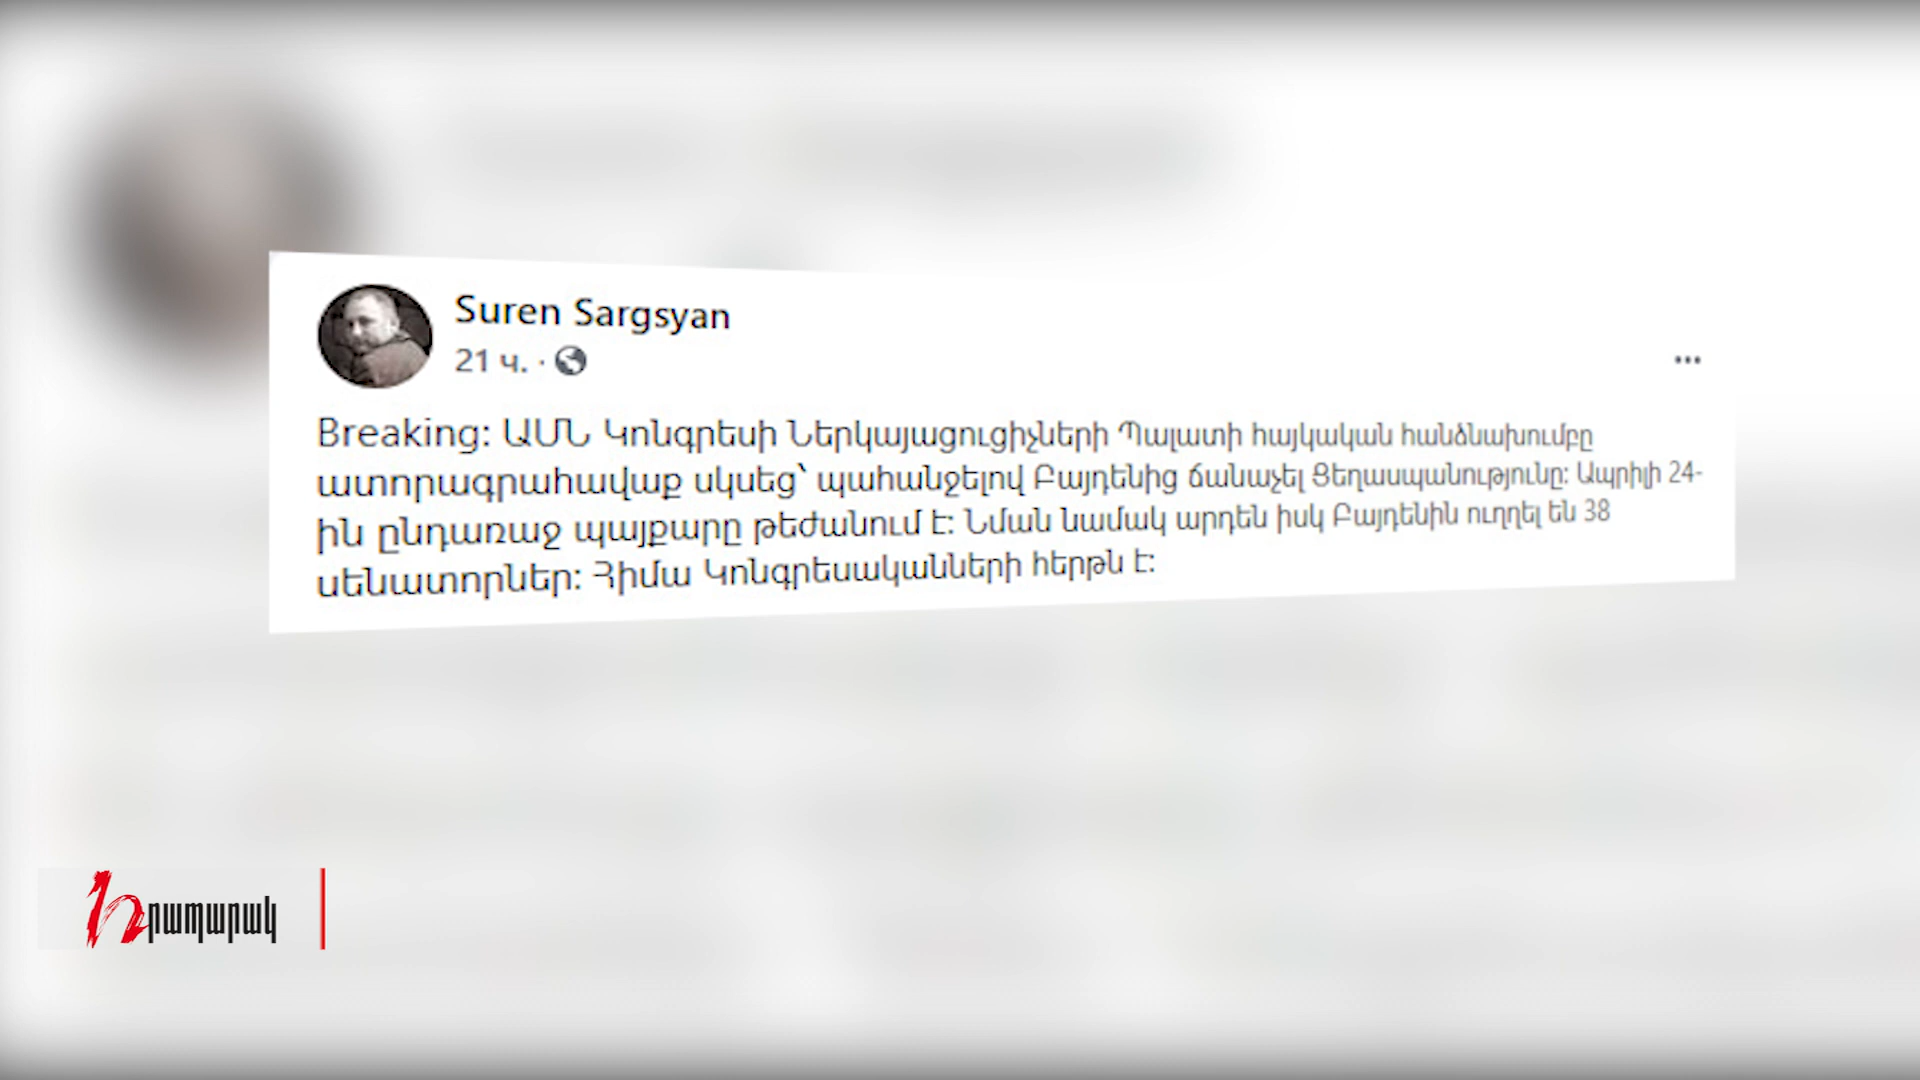 Suren Sargsyan
21 ч. ·
Breaking: ԱՄՆ Կոնգրեսի Ներկայացուցիչների Պալատի հայկական հանձնախումբը
ատորագրահավաք սկսեց՝ պահանջելով Բայդենից ճանաչել Ցեղասպանությունը: Ապրիլի 24-
ին ընդառաջ պայքարը թեժանում է: Նման նամակ արդեն իսկ Բայդենին ուղղել են 38
սենատորներ: Հիմա Կոնգրեսականների հերթն է:
Հրապարակ